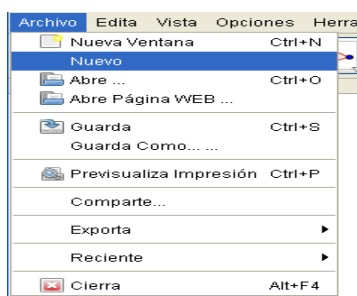 Archivo Edita Vista Opciones Herra
Nueva Ventana Ctrl+N
Nuevo
Abre ... Ctrl+O
Abre Página WEB ...
Guarda Ctrl+S
Guarda Como... ...
Previsualiza Impresión Ctrl+P
Comparte...
Exporta
Reciente
Cierra Alt+F4